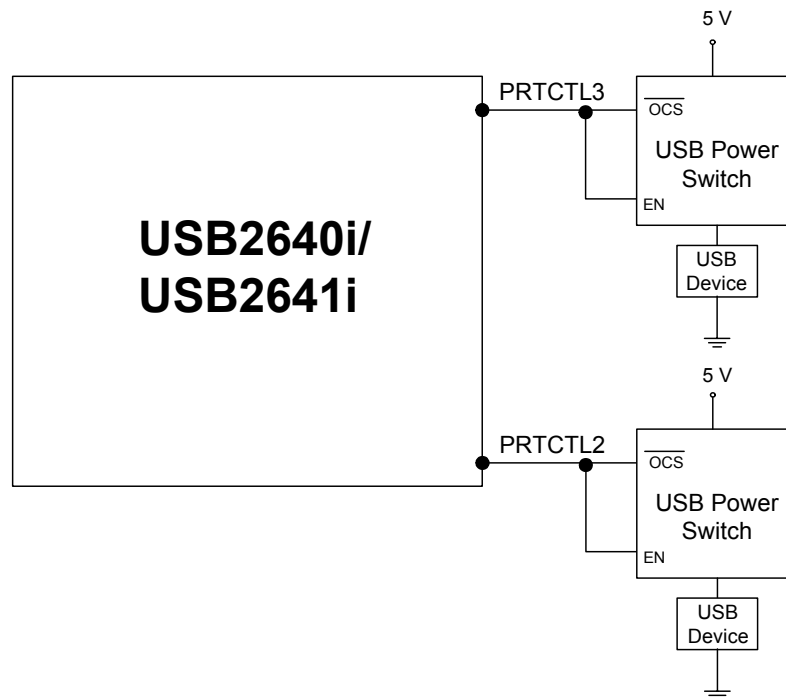 5 V
PRTCTL3
OCS
USB Power
Switch
EN
USB2640i/
USB2641i
USB
Device
5 V
PRTCTL2
OCS
USB Power
Switch
EN
USB
Device